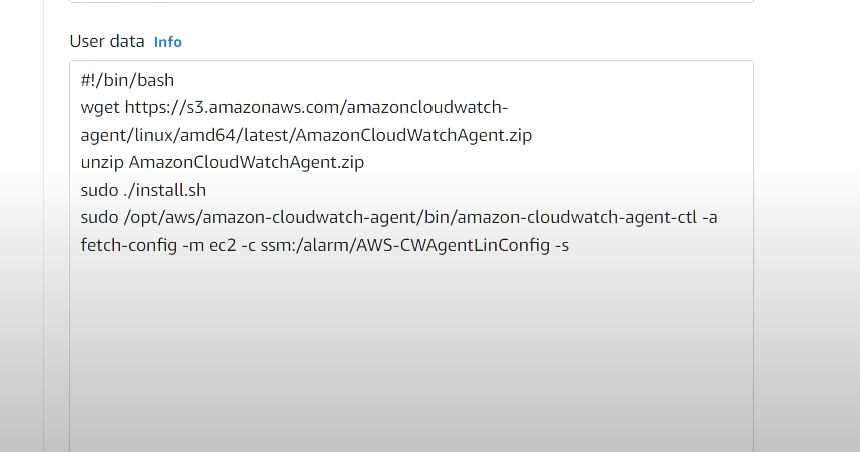 User data Info
#!/bin/bash
wget https://s3.amazonaws.com/amazoncloudwatch-
agent/linux/amd64/latest/AmazonCloudWatchAgent.zip
unzip AmazonCloudWatchAgent.zip
sudo ./install.sh
sudo /opt/aws/amazon-cloudwatch-agent/bin/amazon-cloudwatch-agent-ctl -a
fetch-config -m ec2 -c ssm:/alarm/AWS-CWAgentLinConfig -s